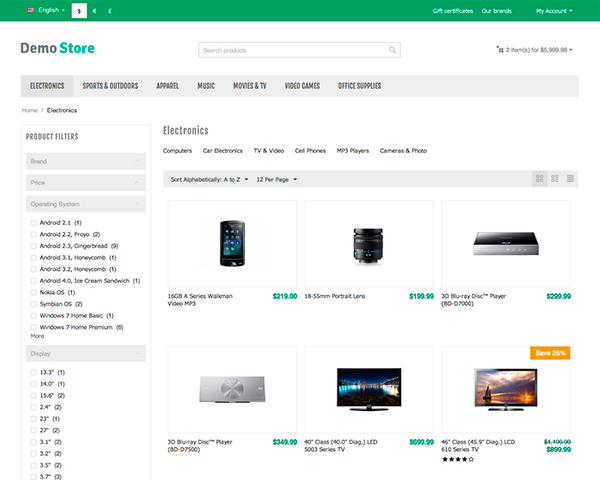 English $ € £ Gift certificates Our brands My Account
Demo Store
Search products
2 item(s) for $5,999.98
ELECTRONICS SPORTS & OUTDOORS APPAREL MUSIC MOVIES & TV VIDEO GAMES OFFICE SUPPLIES
Home / Electronics
PRODUCT FILTERS
Brand
Price
Operating System
Android 2.1 (1)
Android 2.2, Froyo (2)
Android 2.3, Gingerbread (9)
Android 3.1, Honeycomb (1)
Android 3.2, Honeycomb (1)
Android 4.0, Ice Cream Sandwich (1)
Nokia OS (1)
Symbian OS (2)
Windows 7 Home Basic (1)
Windows 7 Home Premium (6)
More
Display
13.3" (1)
14.0" (1)
15.6" (2)
2.4" (2)
23" (1)
27" (2)
3.1" (2)
3.2" (2)
3.5" (2)
3.7" (3)
Electronics
Computers Car Electronics TV & Video Cell Phones MP3 Players Cameras & Photo
Sort Alphabetically: A to Z 12 Per Page
16GB A Series Walkman
Video MP3
$219.00
18-55mm Portrait Lens
$199.99
3D Blu-ray Disc™ Player
(BD-D7000)
$299.99
3D Blu-ray Disc™ Player
(BD-D7500)
$349.99
40" Class (40.0" Diag.) LED
5003 Series TV
$699.99
Save 25%
46" Class (45.9" Diag.) LCD
610 Series TV
$899.99